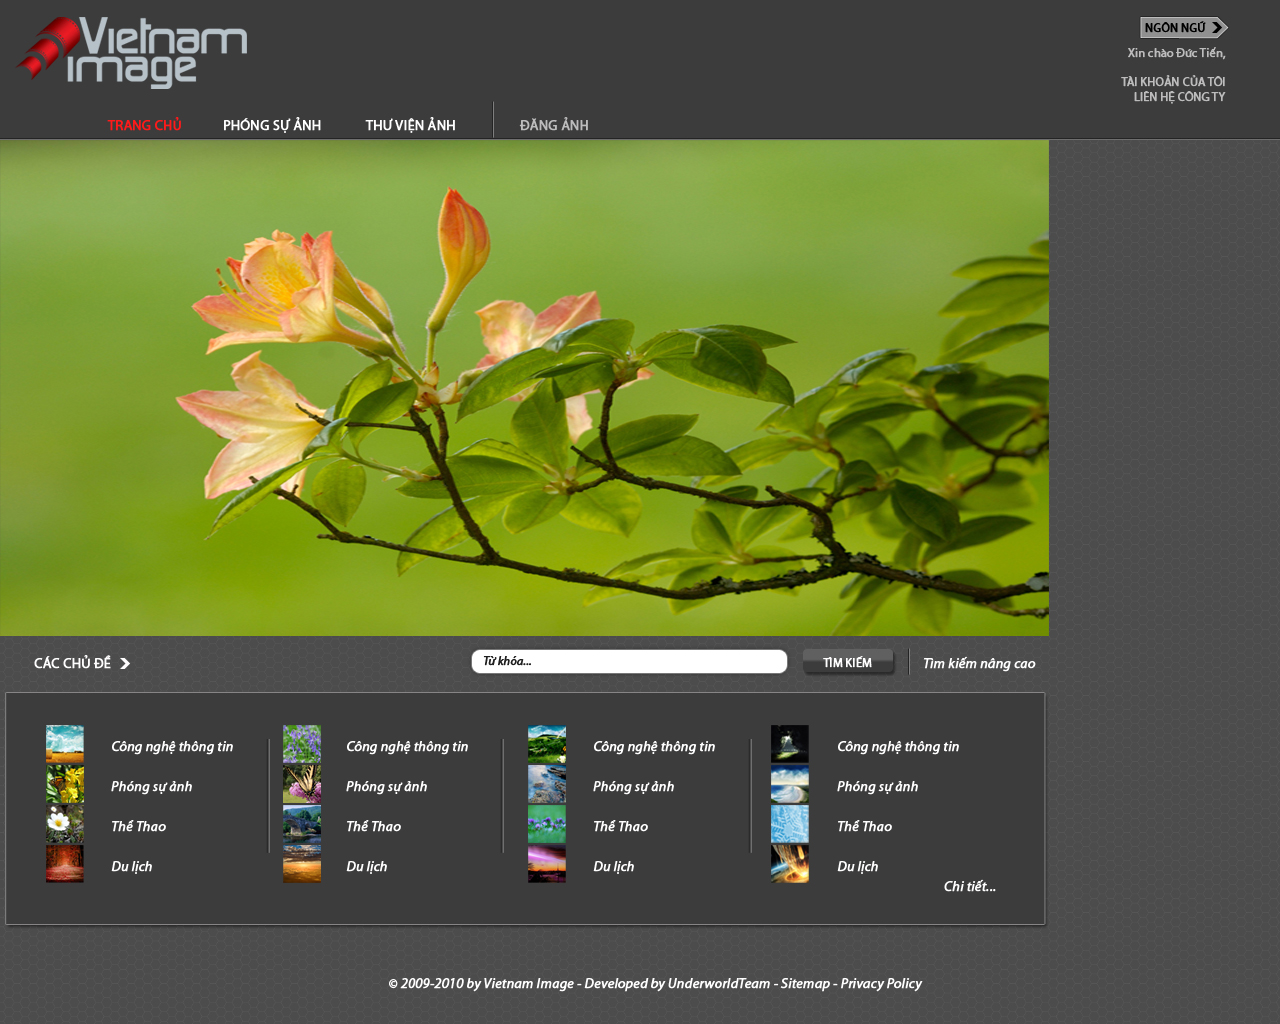 Vietnam
image
NGÔN NGỮ
Xin chào Đức Tiến,
TÀI KHOẢN CỦA TÔI
LIÊN HỆ CÔNG TY
TRANG CHỦ PHÓNG SỰ ẢNH THƯ VIỆN ẢNH ĐĂNG ẢNH
CÁC CHỦ ĐỀ Từ khóa... TÌM KIẾM Tìm kiếm nâng cao
Công nghệ thông tin Công nghệ thông tin Công nghệ thông tin Công nghệ thông tin
Phóng sự ảnh Phóng sự ảnh Phóng sự ảnh Phóng sự ảnh
Thể Thao Thể Thao Thể Thao Thể Thao
Du lịch Du lịch Du lịch Du lịch
Chi tiết...
© 2009-2010 by Vietnam Image - Developed by UnderworldTeam - Sitemap - Privacy Policy